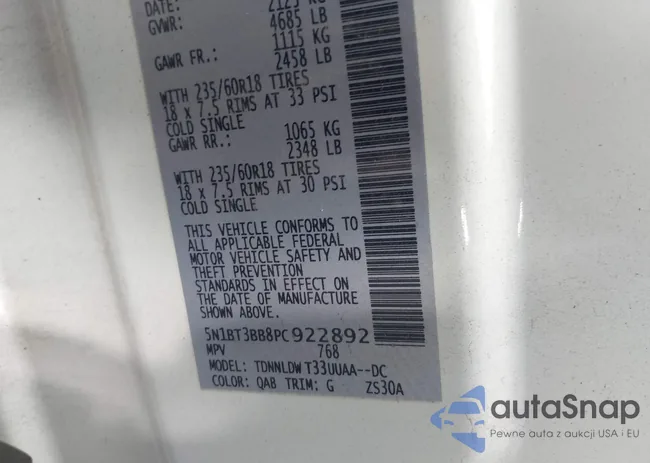 DATE: 2125 KG
GVWR: 4685 LB
1115 KG
GAWR FR.: 2458 LB
WITH 235/60R18 TIRES
18 x 7.5 RIMS AT 33 PSI
COLD SINGLE
1065 KG
GAWR RR.: 2348 LB
WITH 235/60R18 TIRES
18 x 7.5 RIMS AT 30 PSI
COLD SINGLE
THIS VEHICLE CONFORMS TO
ALL APPLICABLE FEDERAL
MOTOR VEHICLE SAFETY AND
THEFT PREVENTION
STANDARDS IN EFFECT ON
THE DATE OF MANUFACTURE
SHOWN ABOVE.
5N1BT3BB8PC922892
MPV 768
MODEL: TDNNLDW T33UUAA--DC
COLOR: QAB TRIM: G ZS30A
autaSnap
Pewne auta z aukcji USA i EU